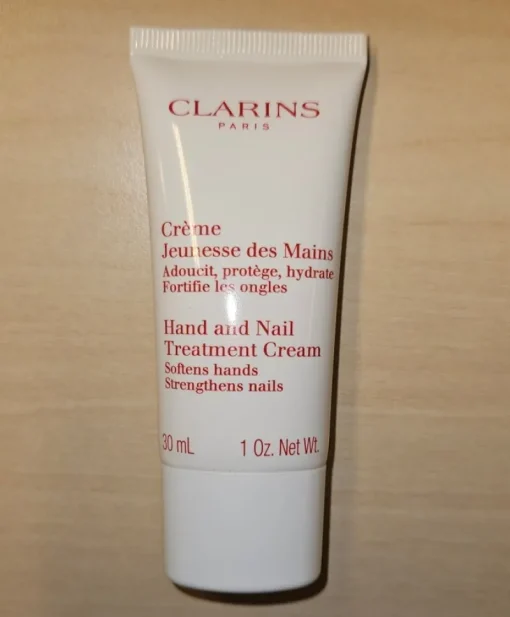 CLARINS
PARIS
Crème
Jeunesse des Mains
Adoucit, protège, hydrate
Fortifie les ongles
Hand and Nail
Treatment Cream
Softens hands
Strengthens nails
30 mL 1 Oz. Net Wt.